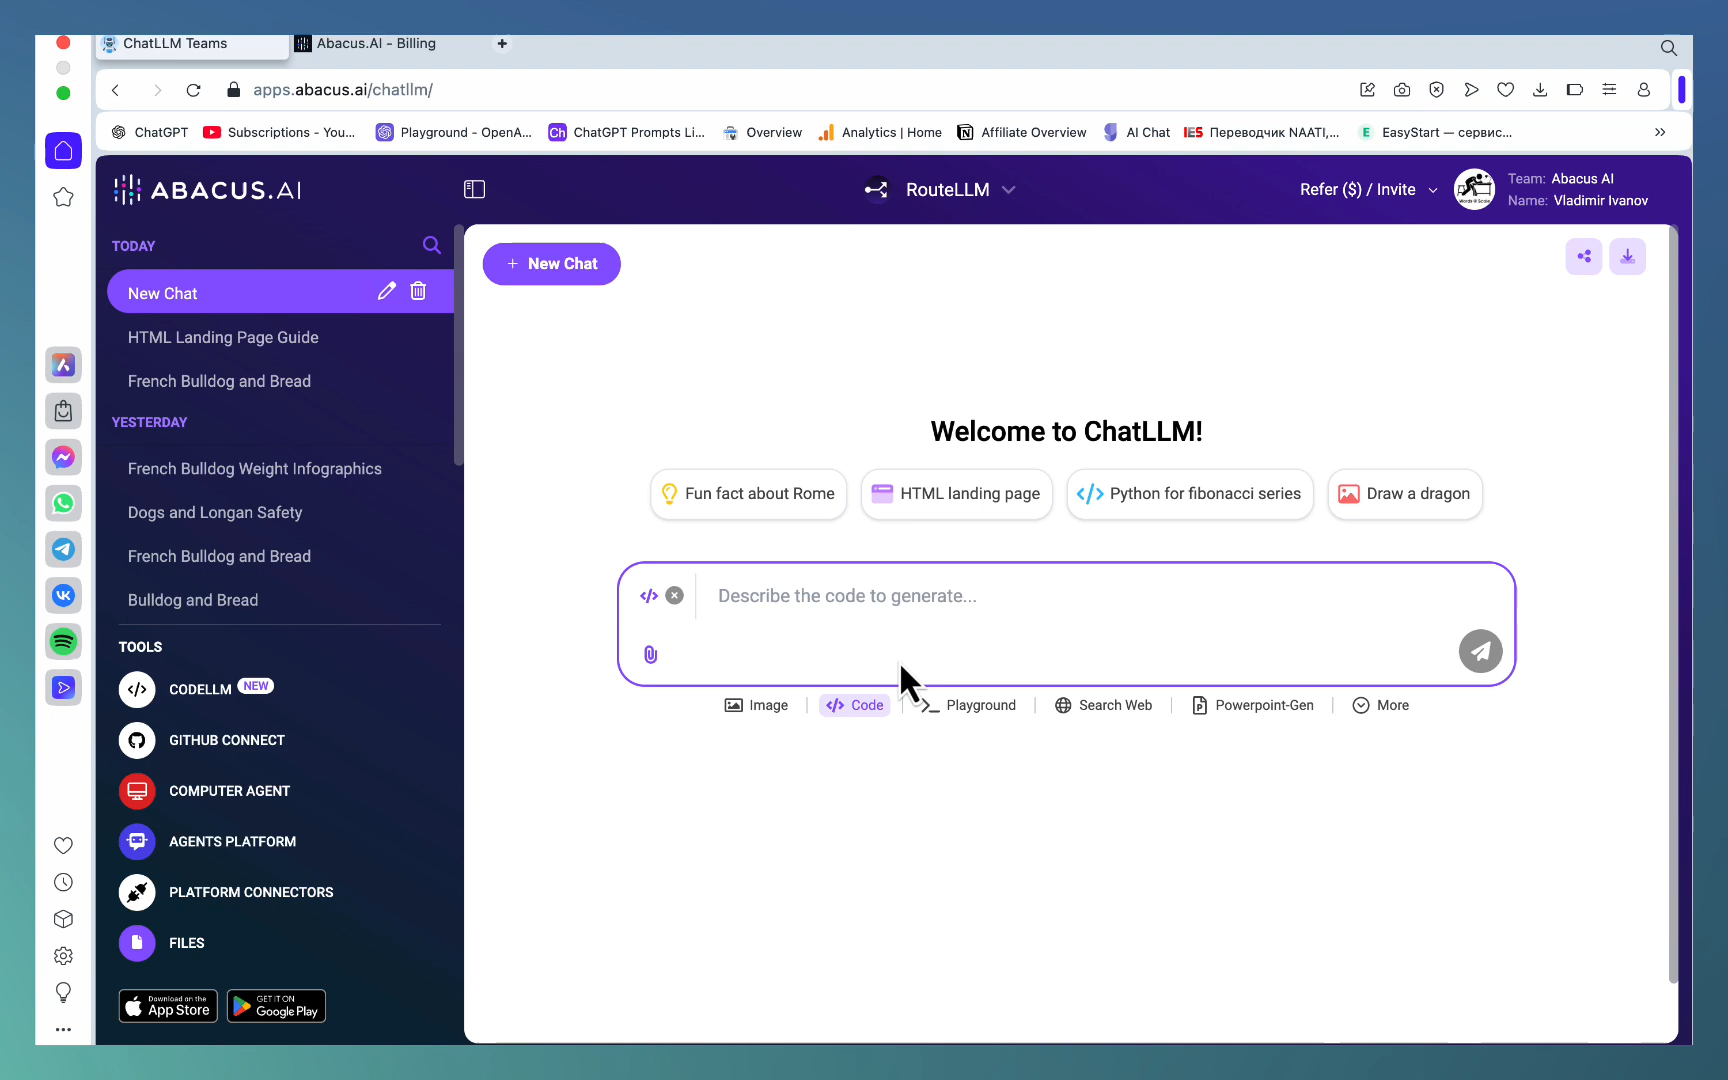 ChatLLM Teams
Abacus.AI - Billing
apps.abacus.ai/chatllm/
ChatGPT
Subscriptions - You...
Playground - OpenA...
Ch
ChatGPT Prompts Li...
Overview
Analytics | Home
Affiliate Overview
AI Chat
IES Переводчик NAATI,...
E EasyStart — сервис...
ABACUS.AI
RouteLLM
Refer ($) / Invite
Team: Abacus AI
Name: Vladimir Ivanov
TODAY
New Chat
HTML Landing Page Guide
French Bulldog and Bread
YESTERDAY
French Bulldog Weight Infographics
Dogs and Longan Safety
French Bulldog and Bread
Bulldog and Bread
TOOLS
CODELLM NEW
GITHUB CONNECT
COMPUTER AGENT
AGENTS PLATFORM
PLATFORM CONNECTORS
FILES
Download on the
App Store
GET IT ON
Google Play
+ New Chat
Welcome to ChatLLM!
Fun fact about Rome
HTML landing page
Python for fibonacci series
Draw a dragon
Describe the code to generate...
Image
Code
Playground
Search Web
Powerpoint-Gen
More